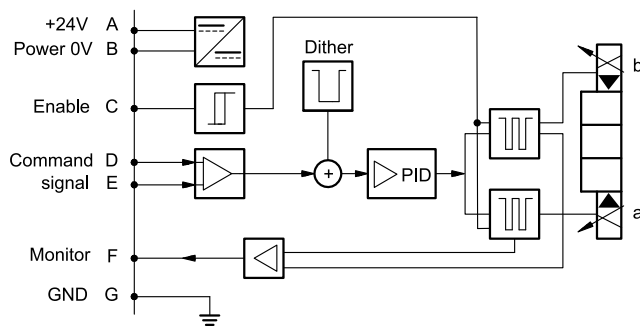 +24V A
Power 0V B
Dither
b
Enable C
Command D
signal E
PID
a
Monitor F
GND G